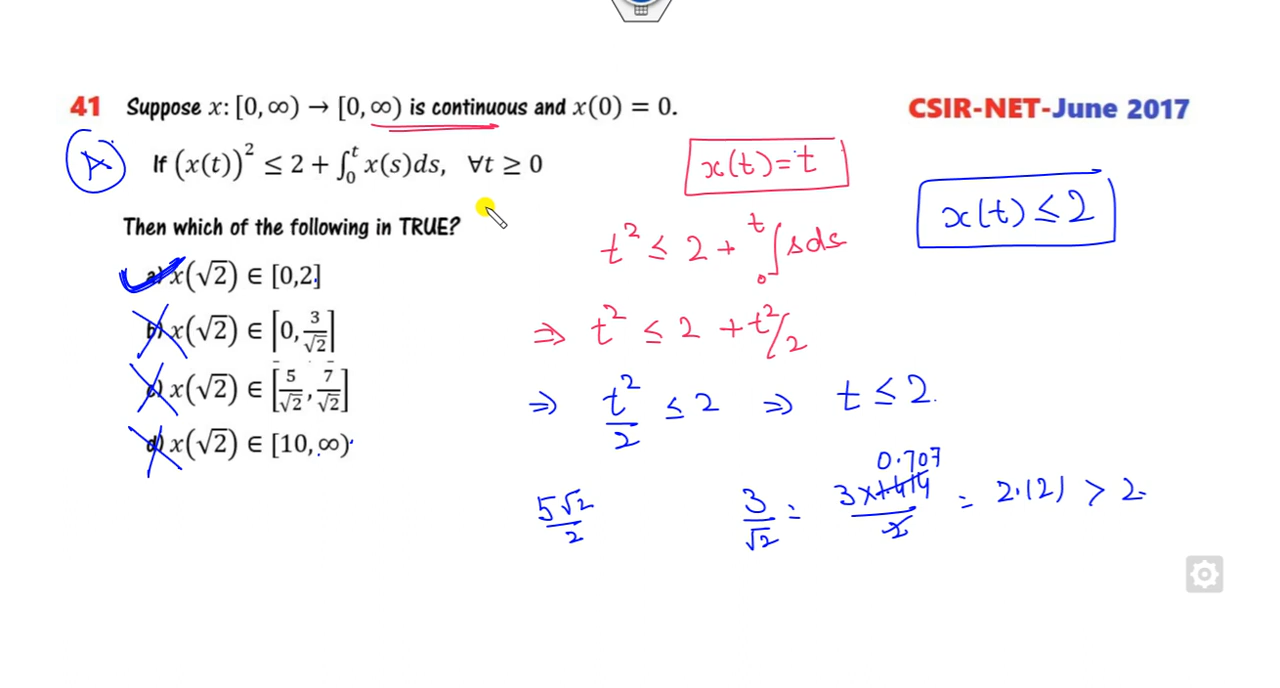 41 Suppose x: [0, ∞) → [0, ∞) is continuous and x(0) = 0.
CSIR-NET-June 2017
A
If (x(t))² ≤ 2 + ∫₀ᵗ x(s)ds, ∀t ≥ 0
x(t) = t
x(t) ≤ 2
Then which of the following in TRUE?
t² ≤ 2 + ∫₀ᵗ s ds
a) x(√2) ∈ [0,2]
b) x(√2) ∈ [0, 3/√2]
⇒ t² ≤ 2 + t²/2
c) x(√2) ∈ [5/√2, 7/√2]
⇒ t²/2 ≤ 2 ⇒ t ≤ 2.
d) x(√2) ∈ [10, ∞)
0.707
5√2/2
3/√2 = 3×1.414/2 = 2.121 > 2.